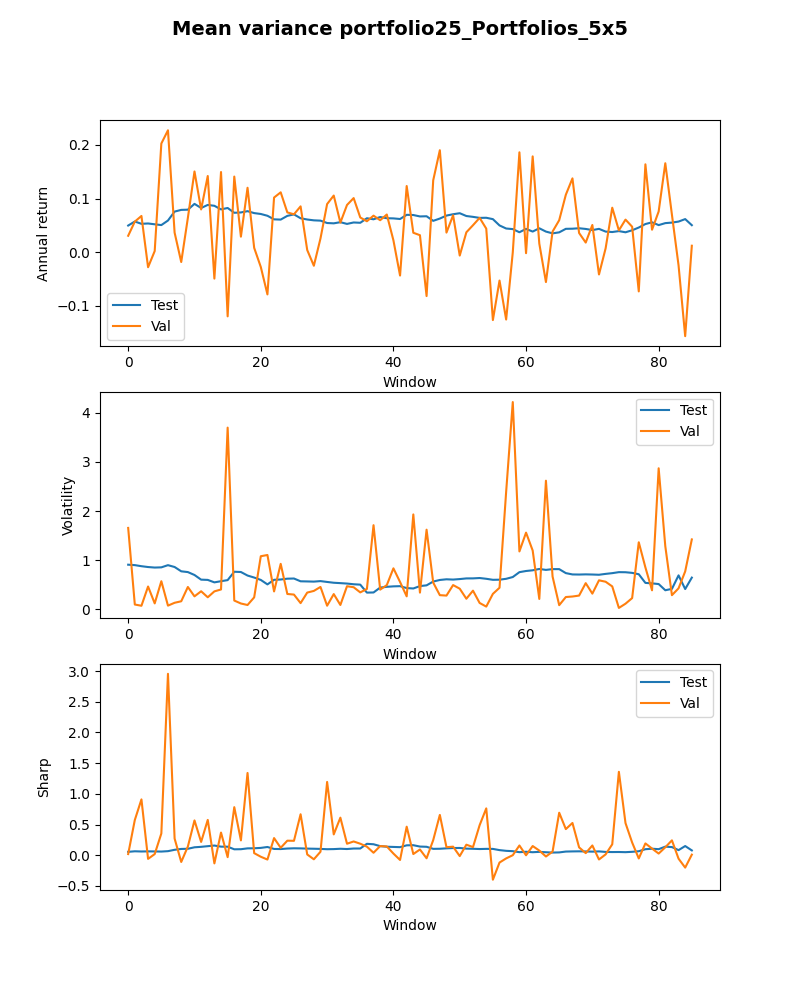 Mean variance portfolio25_Portfolios_5x5
0.2
0.1
0.0
−0.1
Annual return
Test
Val
0
20
40
60
80
Window
4
3
2
1
0
Volatility
Test
Val
0
20
40
60
80
Window
3.0
2.5
2.0
1.5
1.0
0.5
0.0
−0.5
Sharp
Test
Val
0
20
40
60
80
Window